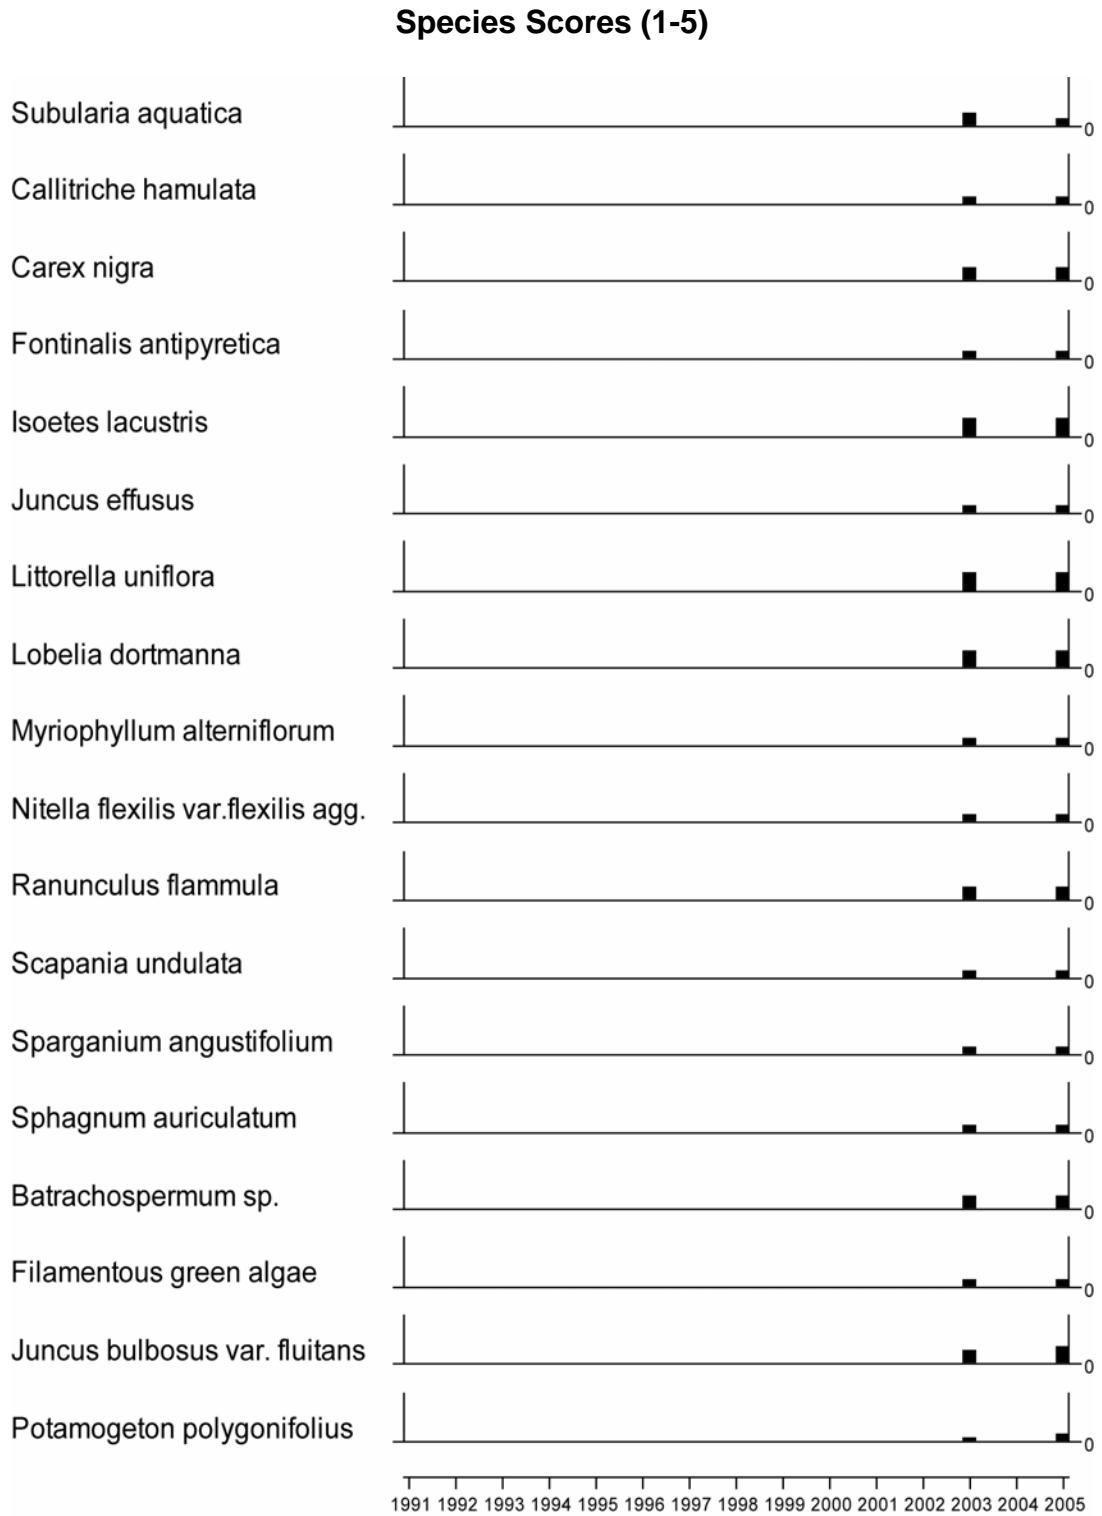 Species Scores (1-5)
Subularia aquatica
0
Callitriche hamulata
0
Carex nigra
0
Fontinalis antipyretica
0
Isoetes lacustris
0
Juncus effusus
0
Littorella uniflora
0
Lobelia dortmanna
0
Myriophyllum alterniflorum
0
Nitella flexilis var.flexilis agg.
0
Ranunculus flammula
0
Scapania undulata
0
Sparganium angustifolium
0
Sphagnum auriculatum
0
Batrachospermum sp.
0
Filamentous green algae
0
Juncus bulbosus var. fluitans
0
Potamogeton polygonifolius
0
1991 1992 1993 1994 1995 1996 1997 1998 1999 2000 2001 2002 2003 2004 2005